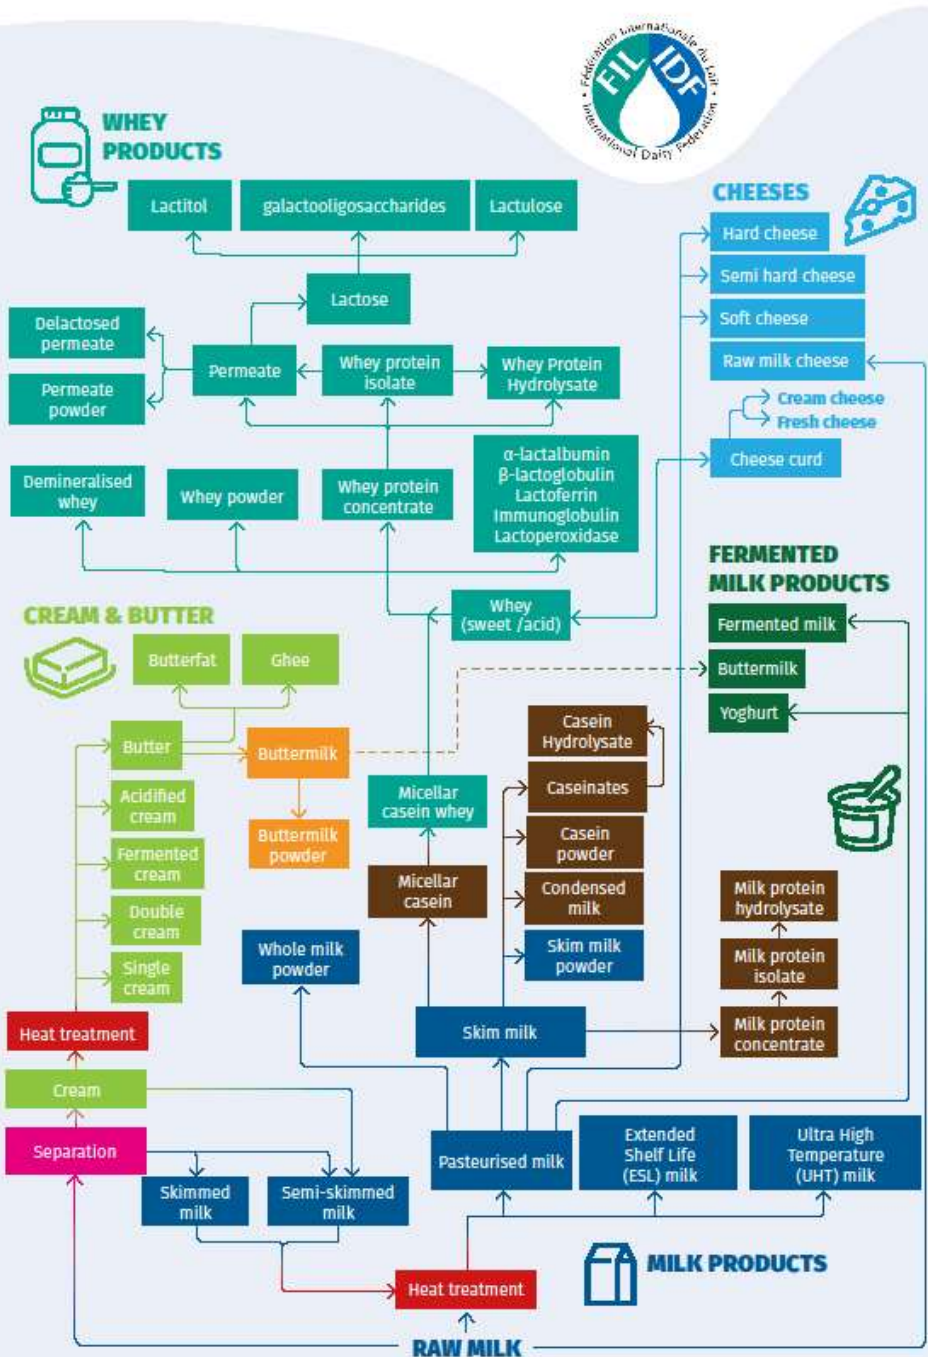 Fédération Internationale du Lait
FIL IDF
International Dairy Federation
WHEY
PRODUCTS
Lactitol
galactooligosaccharides
Lactulose
Lactose
Delactosed
permeate
Permeate
powder
Permeate
Whey protein
isolate
Whey Protein
Hydrolysate
Demineralised
whey
Whey powder
Whey protein
concentrate
α-lactalbumin
β-lactoglobulin
Lactoferrin
Immunoglobulin
Lactoperoxidase
Whey
(sweet /acid)
CHEESES
Hard cheese
Semi hard cheese
Soft cheese
Raw milk cheese
Cream cheese
Fresh cheese
Cheese curd
FERMENTED
MILK PRODUCTS
Fermented milk
Buttermilk
Yoghurt
CREAM & BUTTER
Butterfat
Ghee
Butter
Buttermilk
Acidified
cream
Buttermilk
powder
Fermented
cream
Double
cream
Single
cream
Heat treatment
Cream
Separation
Micellar
casein whey
Micellar
casein
Casein
Hydrolysate
Caseinates
Casein
powder
Condensed
milk
Skim milk
powder
Whole milk
powder
Skim milk
Milk protein
hydrolysate
Milk protein
isolate
Milk protein
concentrate
Pasteurised milk
Extended
Shelf Life
(ESL) milk
Ultra High
Temperature
(UHT) milk
Skimmed
milk
Semi-skimmed
milk
Heat treatment
MILK PRODUCTS
RAW MILK